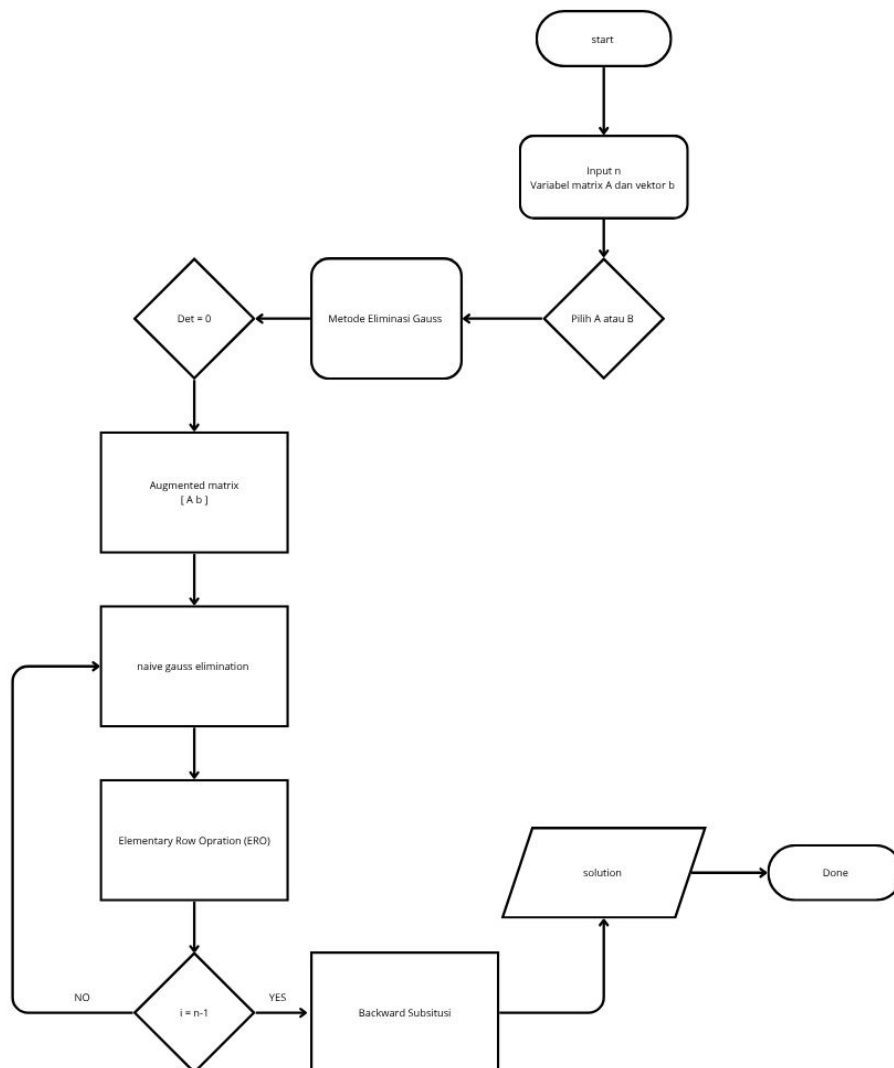 start
Input n
Variabel matrix A dan vektor b
Pilih A atau B
Metode Eliminasi Gauss
Det = 0
Augmented matrix
[ A b ]
naive gauss elimination
Elementary Row Opration (ERO)
i = n-1
NO
YES
Backward Subsitusi
solution
Done